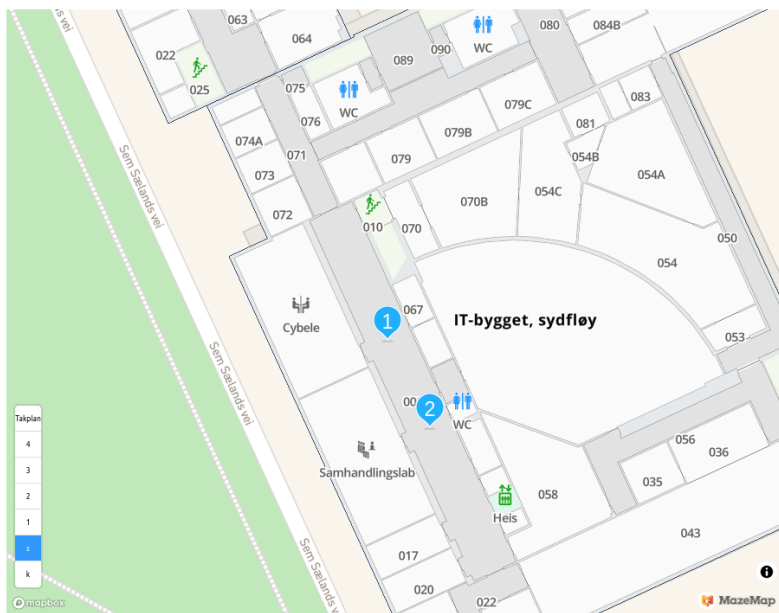 063
064
022
025
075
076
WC
089
090
WC
080
084B
074A
071
073
072
079
079B
079C
081
083
054B
054A
054C
070B
070
010
050
054
053
067
Cybele
IT-bygget, sydfløy
1
00
2
WC
Samhandlingslab
Heis
058
056
036
035
043
017
020
022
Sem Sælands vei
Sem Sælands vei
Sem Sælands vei
Takplan
4
3
2
1
s
k
mapbox
MazeMap